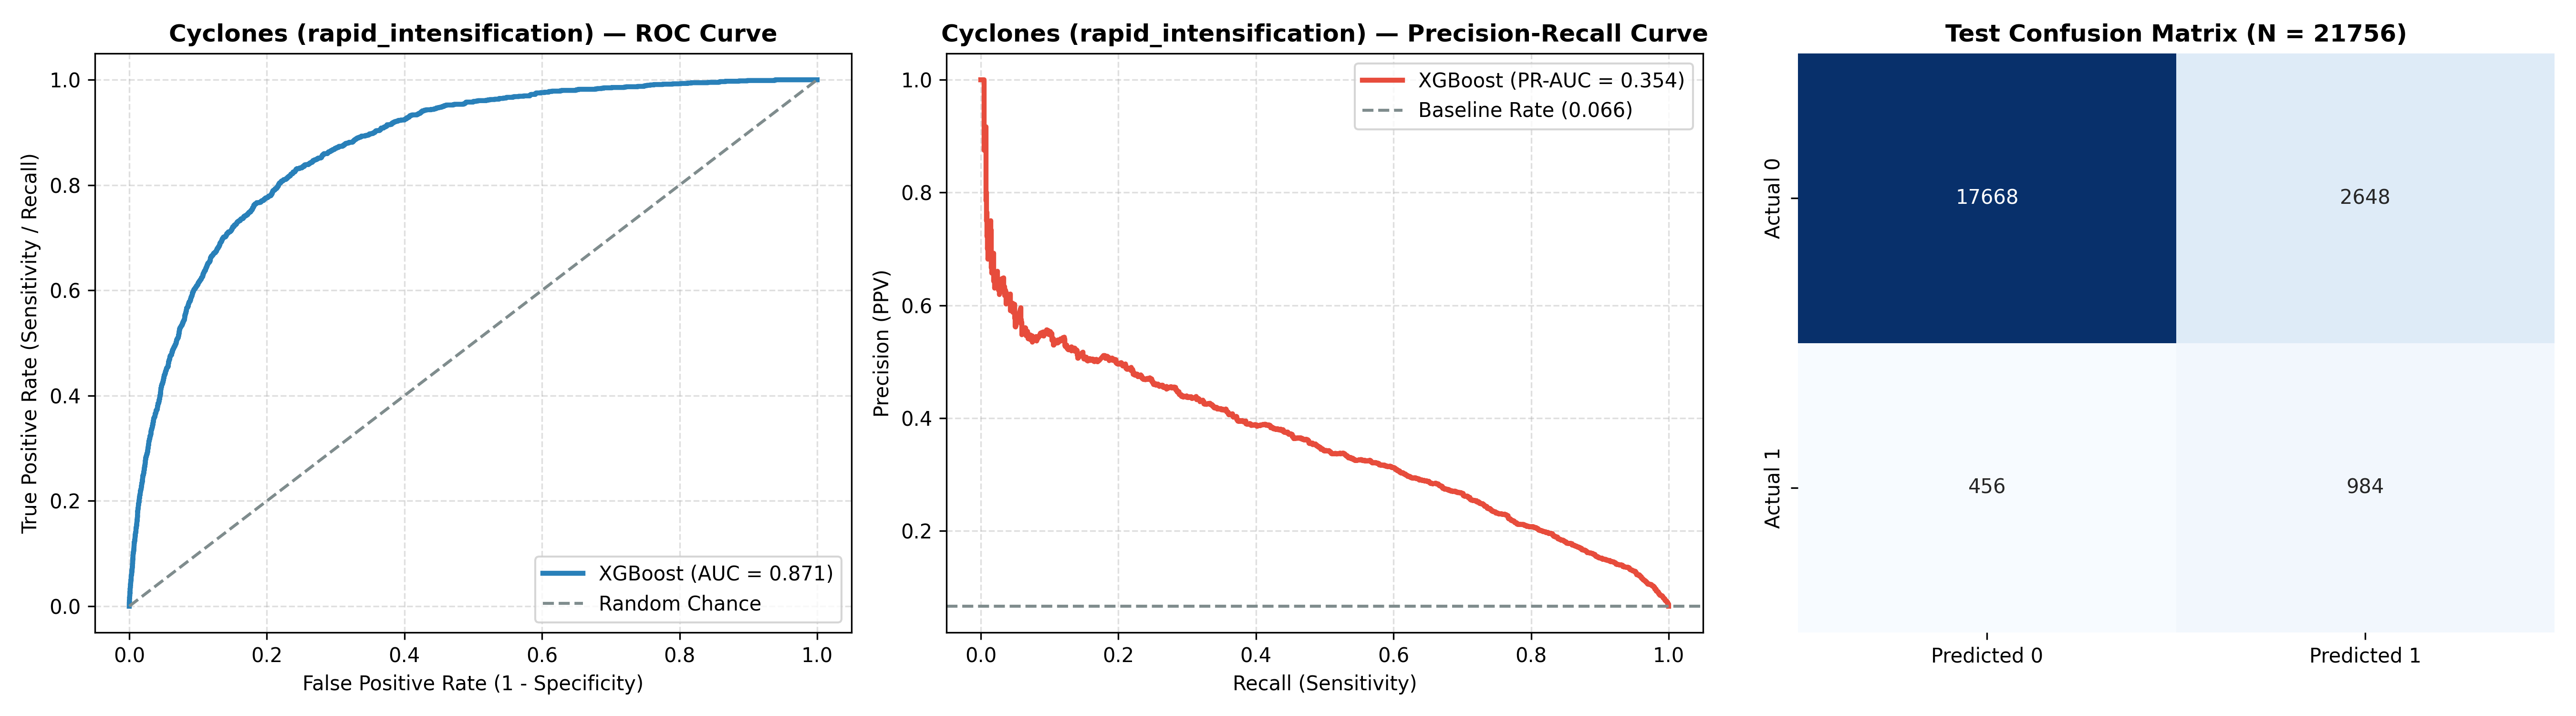 Cyclones (rapid_intensification) — ROC Curve
True Positive Rate (Sensitivity / Recall)
1.0
0.8
0.6
0.4
0.2
0.0
XGBoost (AUC = 0.871)
Random Chance
0.0 0.2 0.4 0.6 0.8 1.0
False Positive Rate (1 - Specificity)
Cyclones (rapid_intensification) — Precision-Recall Curve
Precision (PPV)
1.0
0.8
0.6
0.4
0.2
XGBoost (PR-AUC = 0.354)
Baseline Rate (0.066)
0.0 0.2 0.4 0.6 0.8 1.0
Recall (Sensitivity)
Test Confusion Matrix (N = 21756)
Actual 0
17668 2648
Actual 1
456 984
Predicted 0 Predicted 1